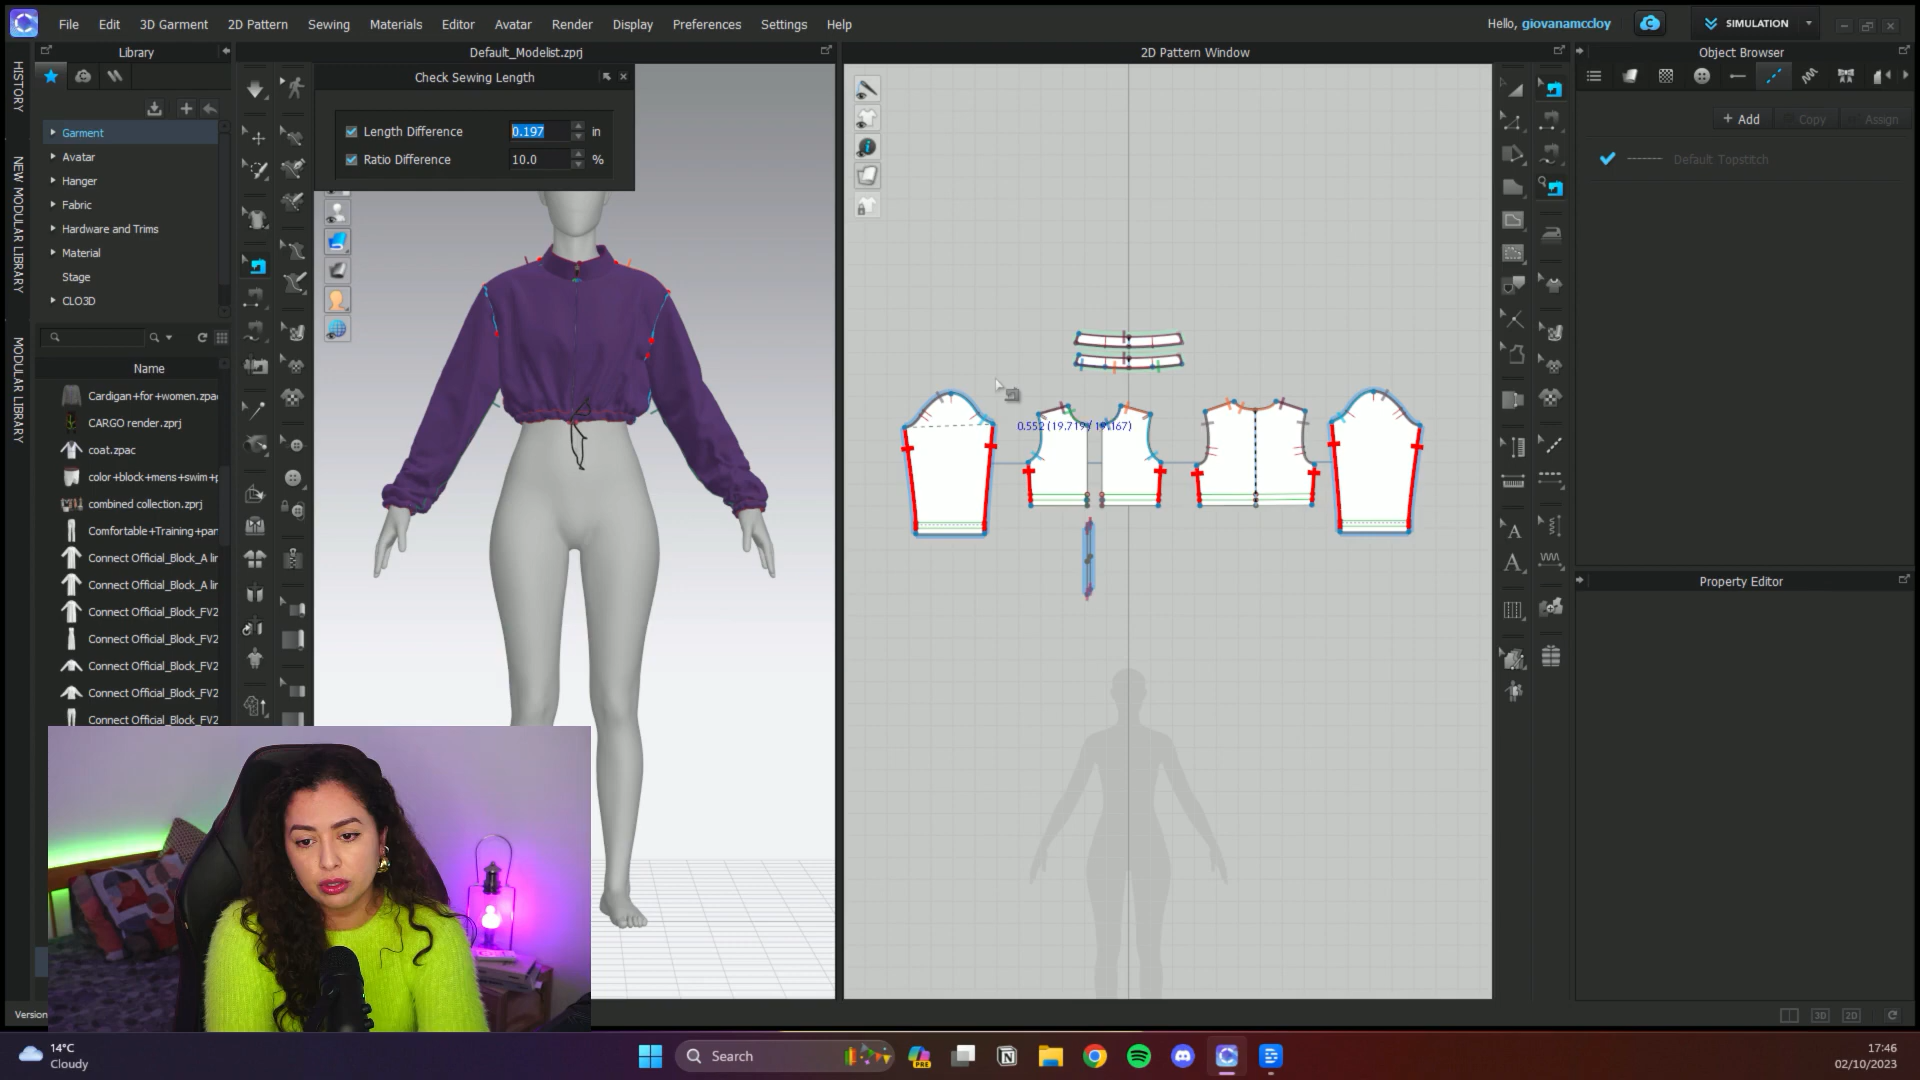 File Edit 3D Garment 2D Pattern Sewing Materials Editor Avatar Render Display Preferences Settings Help
Hello, giovanamccloy
SIMULATION
HISTORY
NEW MODULAR LIBRARY
MODULAR LIBRARY
Library
Garment
Avatar
Hanger
Fabric
Hardware and Trims
Material
Stage
CLO3D
Name
Cardigan+for+women.zpa
CARGO render.zprj
coat.zpac
color+block+mens+swim+
combined collection.zprj
Comfortable+Training+pan
Connect Official_Block_A lir
Connect Official_Block_A lir
Connect Official_Block_FV2
Connect Official_Block_FV2
Connect Official_Block_FV2
Connect Official_Block_FV2
Connect Official_Block_FV2
Version
Default_Modelist.zprj
Check Sewing Length
Length Difference 0.197 in
Ratio Difference 10.0 %
2D Pattern Window
Object Browser
+ Add Copy Assign
Default Topstitch
Property Editor
3D 2D
14°C
Cloudy
Search
PRE
17:46
02/10/2023